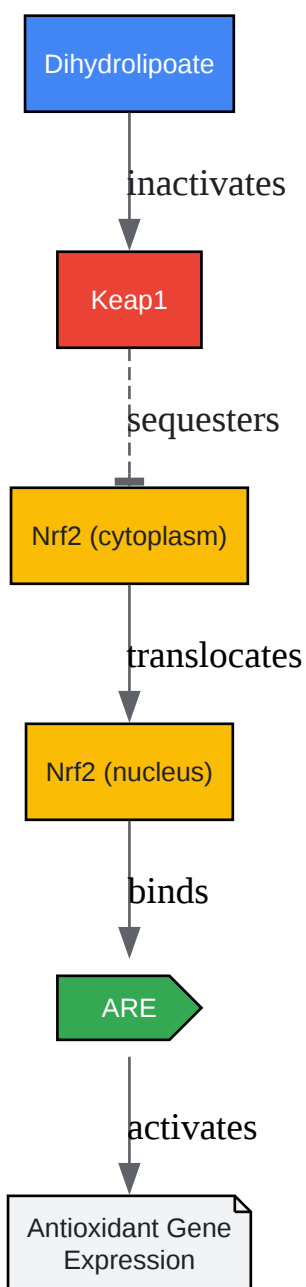 Dihydrolipoate
inactivates
Keap1
sequesters
Nrf2 (cytoplasm)
translocates
Nrf2 (nucleus)
binds
ARE
activates
Antioxidant Gene
Expression